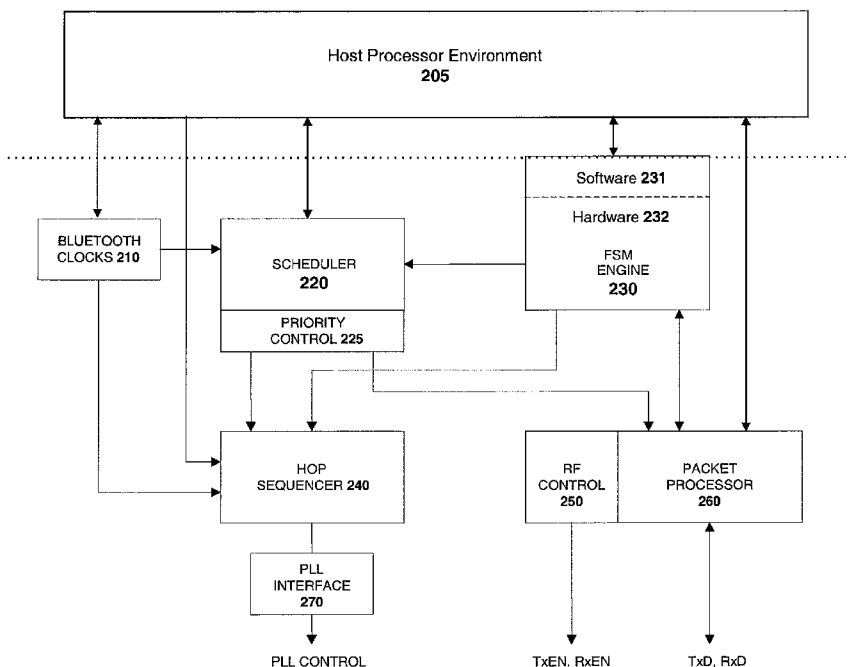 Host Processor Environment
205
Software 231
Hardware 232
FSM
ENGINE
230
BLUETOOTH
CLOCKS 210
SCHEDULER
220
PRIORITY
CONTROL 225
HOP
SEQUENCER 240
RF
CONTROL
250
PACKET
PROCESSOR
260
PLL
INTERFACE
270
PLL CONTROL
TxEN, RxEN
TxD, RxD